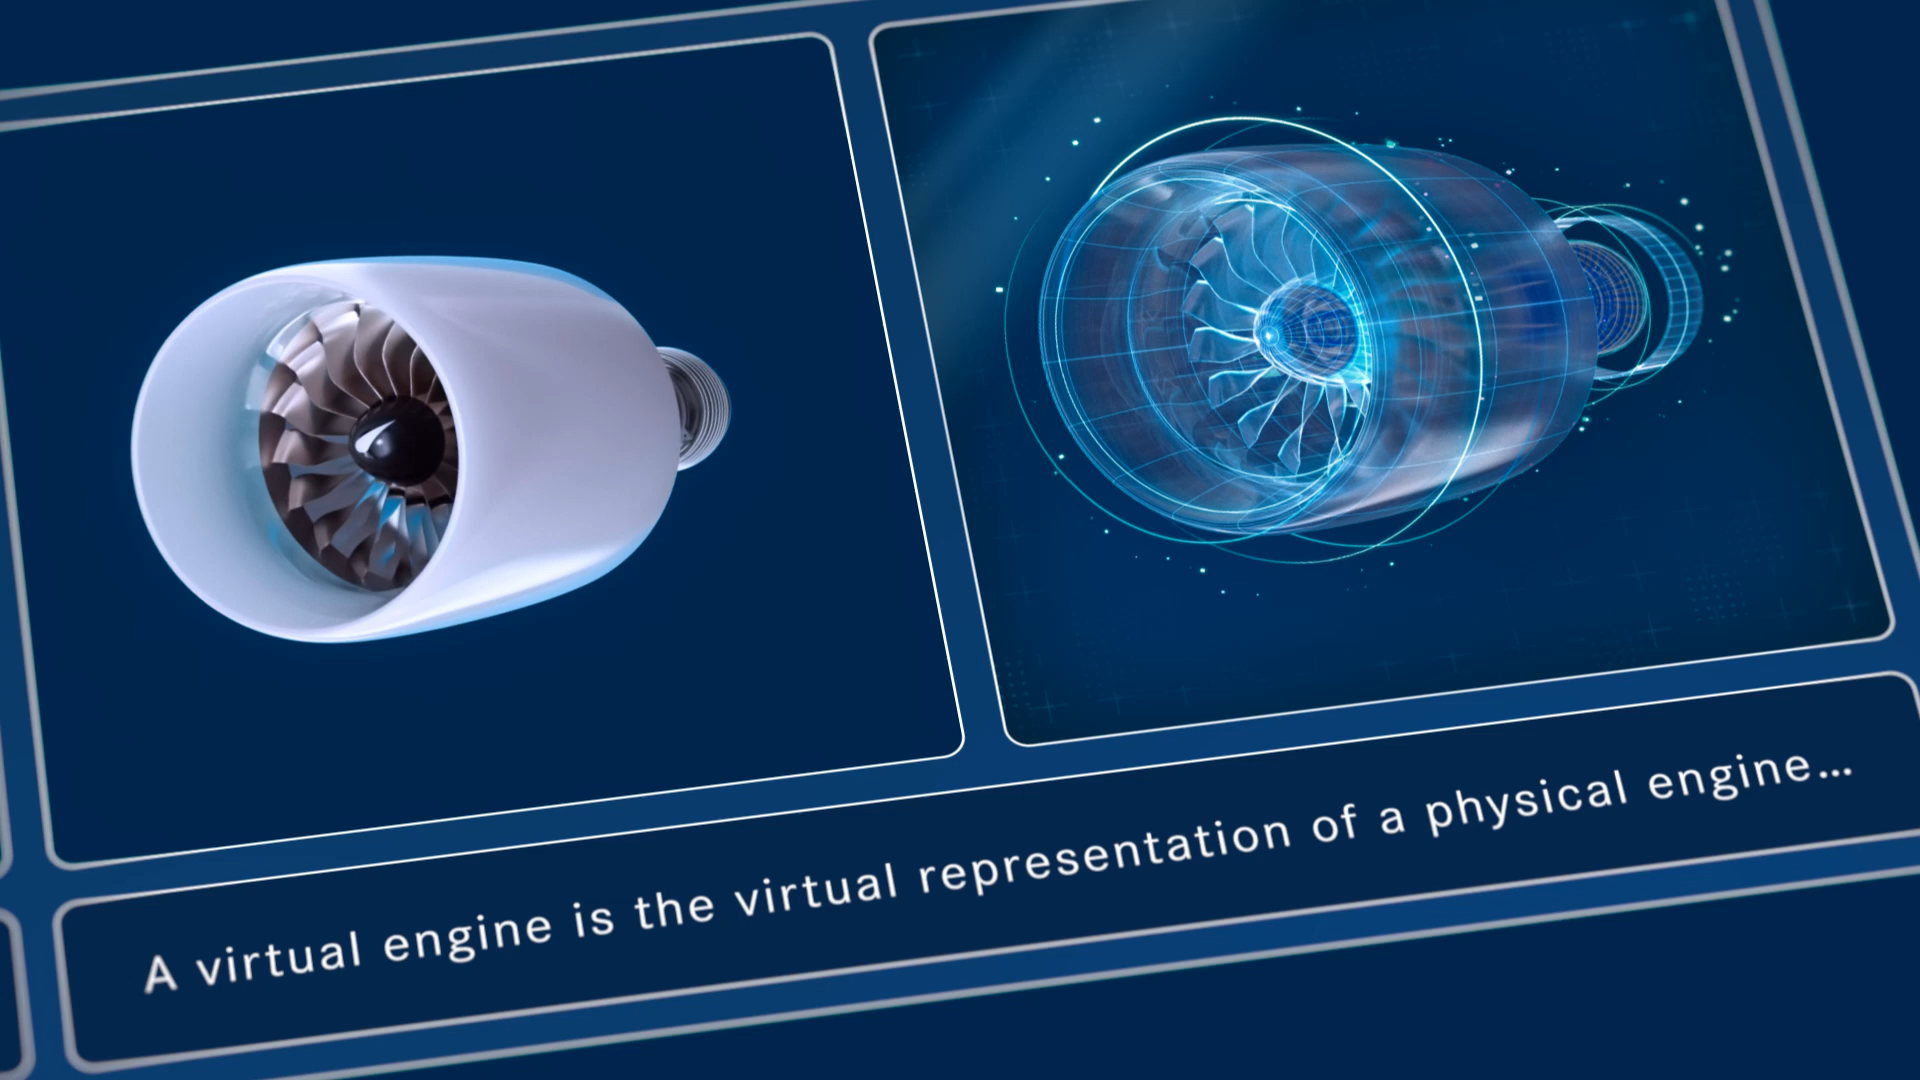 A virtual engine is the virtual representation of a physical engine...